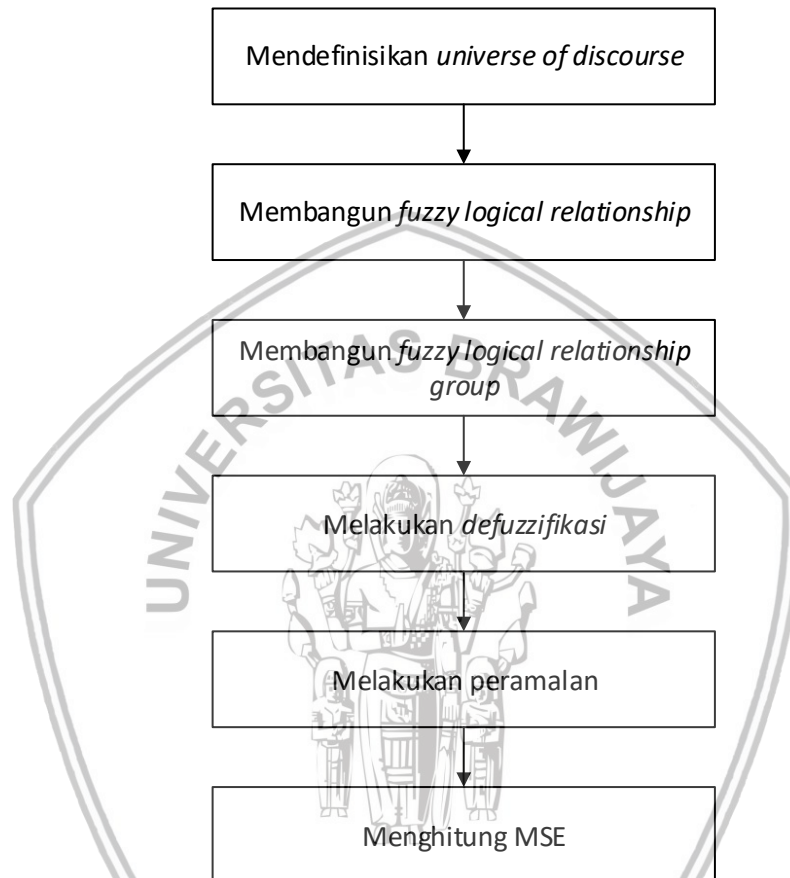 Mendefinisikan universe of discourse
Membangun fuzzy logical relationship
Membangun fuzzy logical relationship
group
UNIVERSITAS BRAWIJAYA
Melakukan defuzzifikasi
Melakukan peramalan
Menghitung MSE